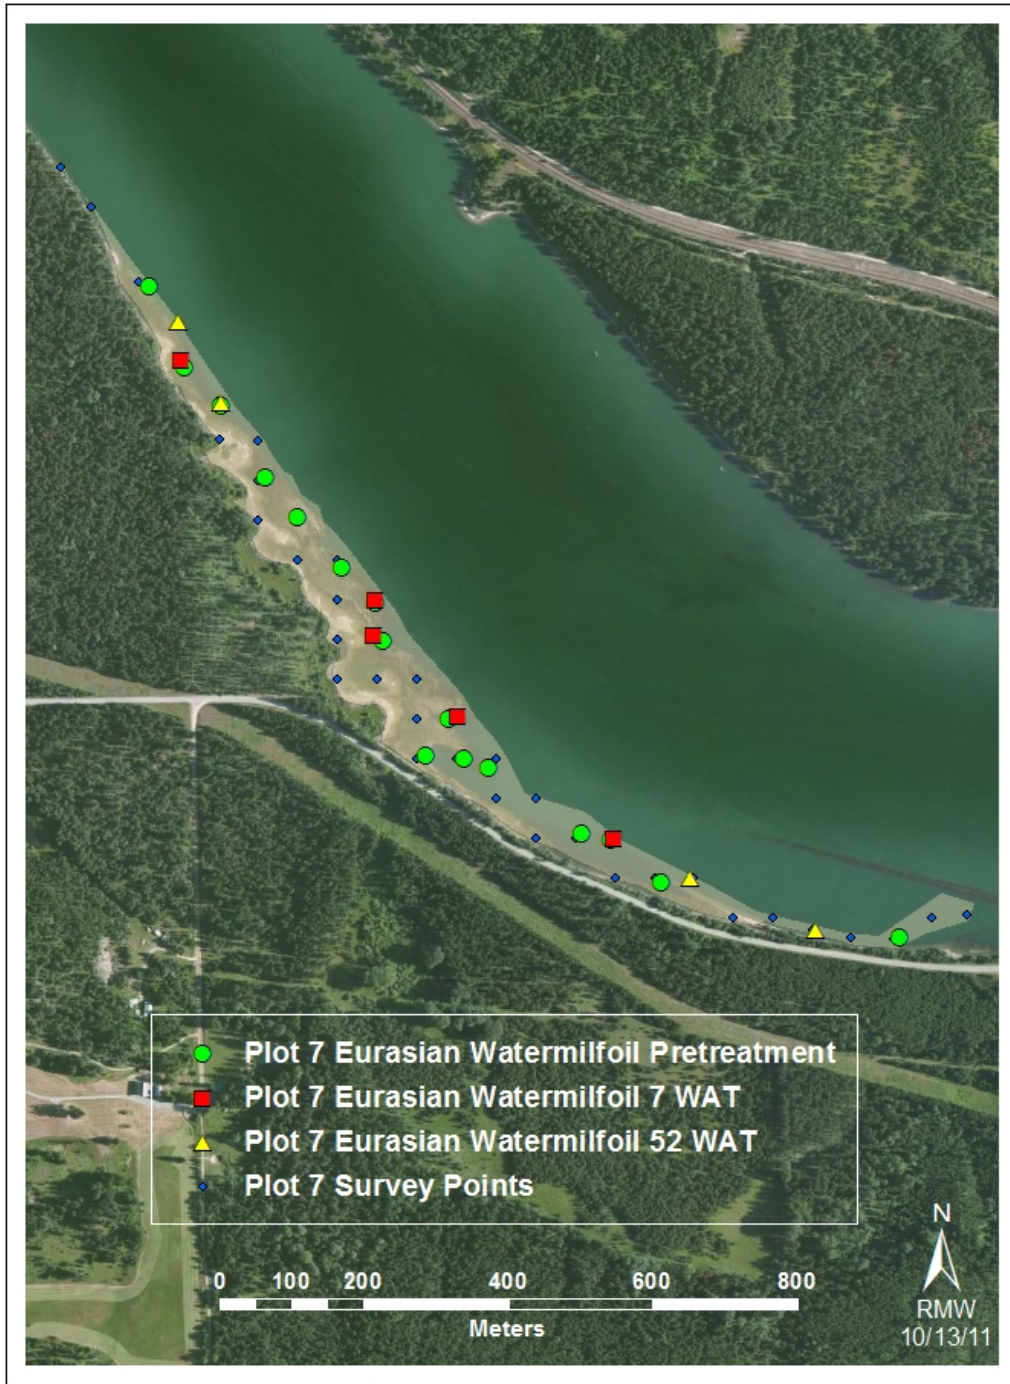 Plot 7 Eurasian Watermilfoil Pretreatment
Plot 7 Eurasian Watermilfoil 7 WAT
Plot 7 Eurasian Watermilfoil 52 WAT
Plot 7 Survey Points
0 100 200 400 600 800
Meters
N
RMW
10/13/11